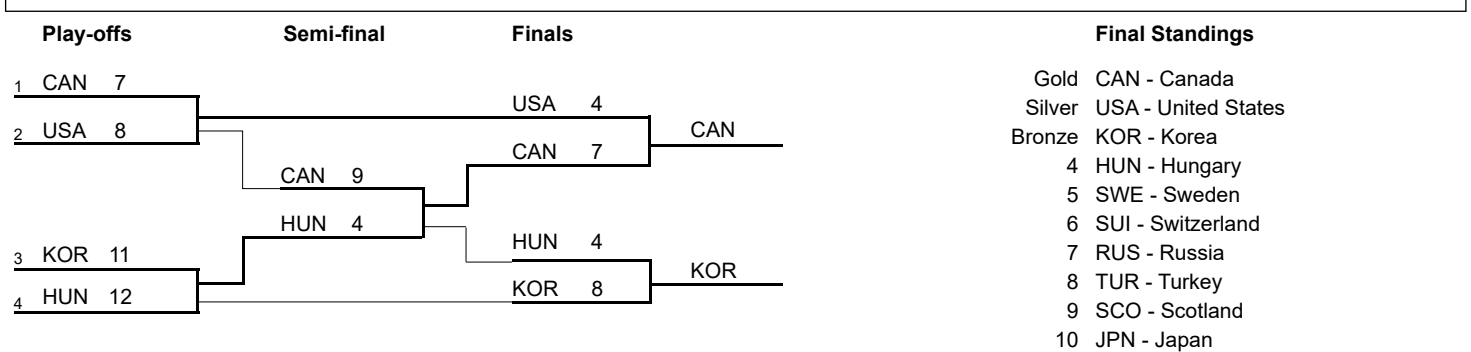 Play-offs Semi-final Finals Final Standings
1 CAN 7
2 USA 8
3 KOR 11
4 HUN 12
CAN 9
HUN 4
USA 4
CAN 7
CAN
HUN 4
KOR 8
KOR
Gold CAN - Canada
Silver USA - United States
Bronze KOR - Korea
4 HUN - Hungary
5 SWE - Sweden
6 SUI - Switzerland
7 RUS - Russia
8 TUR - Turkey
9 SCO - Scotland
10 JPN - Japan